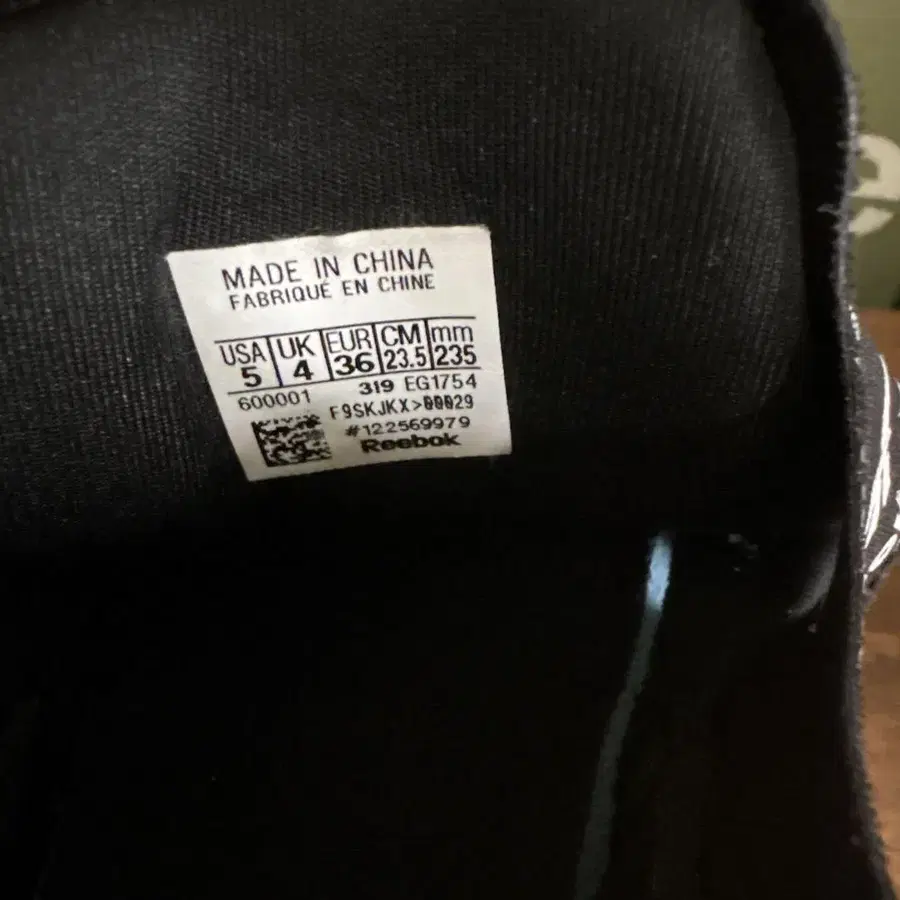 MADE IN CHINA
FABRIQUÉ EN CHINE
USA UK EUR CM mm
5 4 36 23.5 235
600001 319 EG1754
F9SKJKX>00029
#122569979
Reebok
e